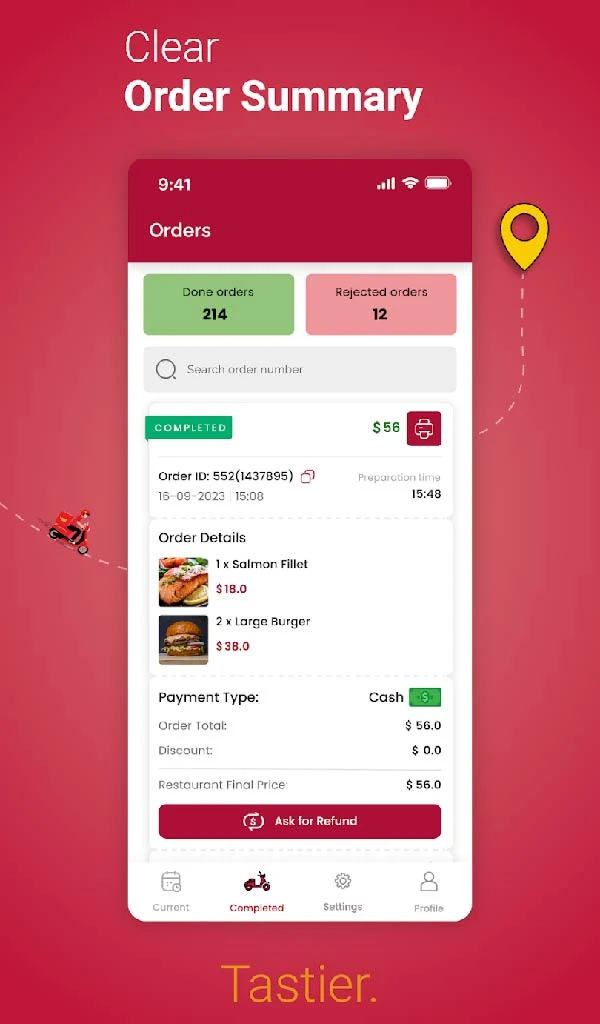 Clear
Order Summary
9:41
Orders
Done orders
214
Rejected orders
12
Search order number
COMPLETED
$56
Order ID: 552(1437895)
Preparation time
16-09-2023 | 15:08
15:48
Order Details
1 x Salmon Fillet
$18.0
2 x Large Burger
$38.0
Payment Type:
Cash
$
Order Total:
$ 56.0
Discount:
$ 0.0
Restaurant Final Price:
$56.0
$
Ask for Refund
Current
Completed
Settings
Profile
Tastier.